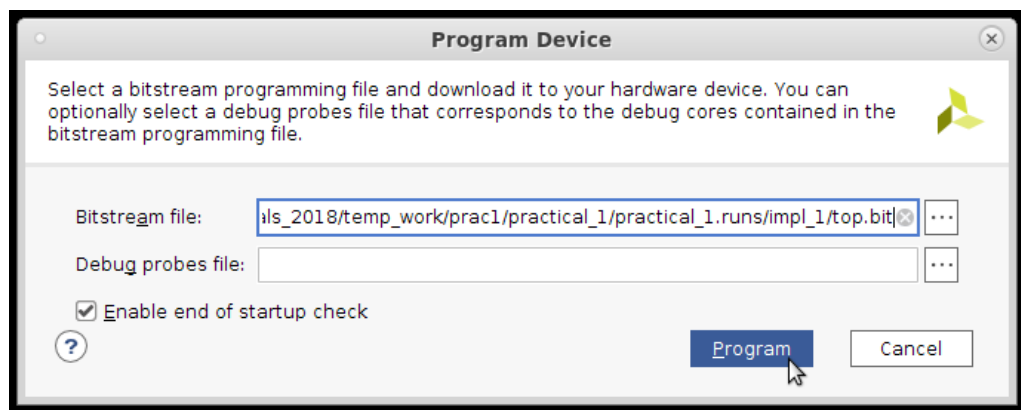 Program Device
Select a bitstream programming file and download it to your hardware device. You can
optionally select a debug probes file that corresponds to the debug cores contained in the
bitstream programming file.
Bitstream file: als_2018/temp_work/prac1/practical_1/practical_1.runs/impl_1/top.bit ...
Debug probes file: ...
Enable end of startup check
? Program Cancel